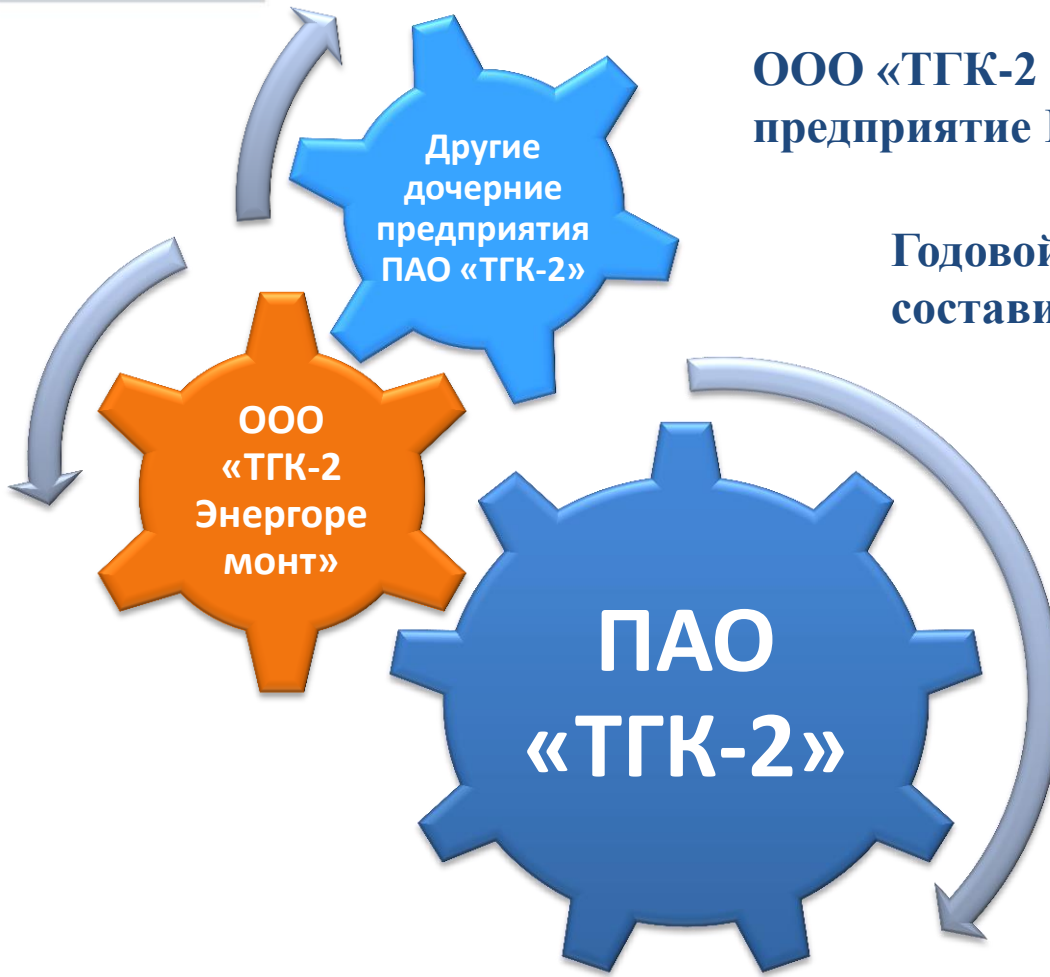 ООО «ТГК-2
предприятие
Годовой
состави
Другие
дочерние
предприятия
ПАО «ТГК-2»
ООО
«ТГК-2
Энергоре
монт»
ПАО
«ТГК-2»